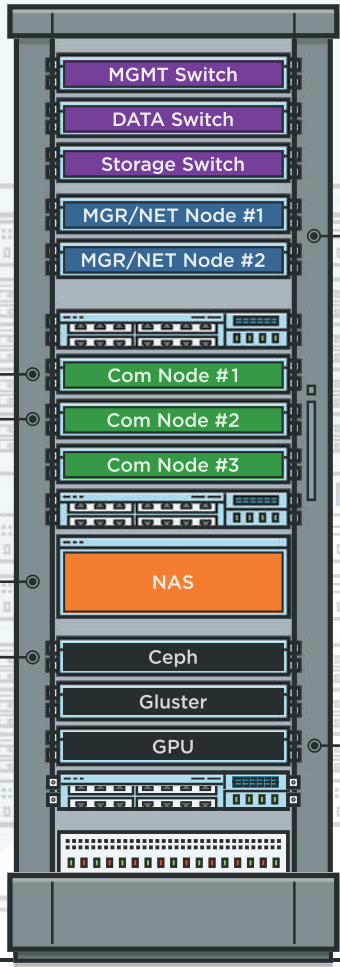 MGMT Switch
DATA Switch
Storage Switch
MGR/NET Node #1
MGR/NET Node #2
Com Node #1
Com Node #2
Com Node #3
NAS
Ceph
Gluster
GPU